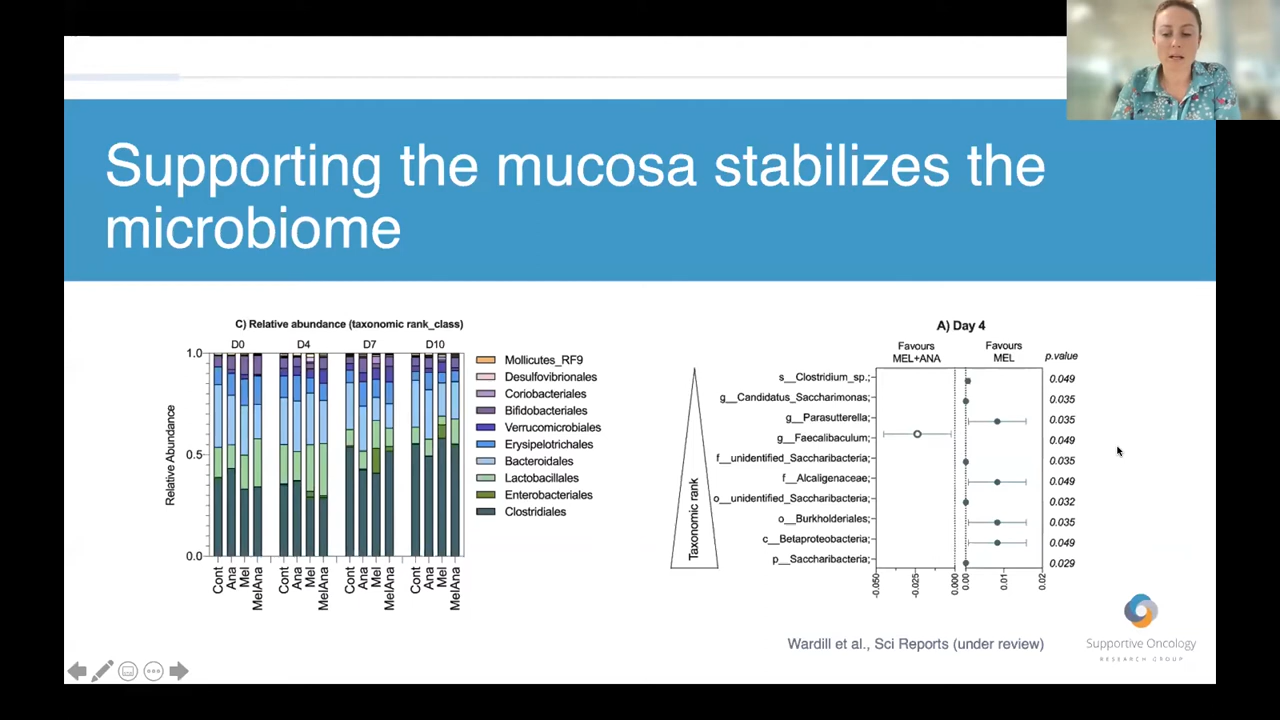 Supporting the mucosa stabilizes the
microbiome
C) Relative abundance (taxonomic rank_class)
D0 D4 D7 D10
1.0
0.5
0.0
Relative Abundance
Cont Ana Mel MelAna Cont Ana Mel MelAna Cont Ana Mel MelAna Cont Ana Mel MelAna
Mollicutes_RF9
Desulfovibrionales
Coriobacteriales
Bifidobacteriales
Verrucomicrobiales
Erysipelotrichales
Bacteroidales
Lactobacillales
Enterobacteriales
Clostridiales
A) Day 4
Favours MEL+ANA
Favours MEL
p.value
s__Clostridium_sp.; 0.049
g__Candidatus_Saccharimonas; 0.035
g__Parasutterella; 0.035
g__Faecalibaculum; 0.049
f__unidentified_Saccharibacteria; 0.035
f__Alcaligenaceae; 0.049
o__unidentified_Saccharibacteria; 0.032
o__Burkholderiales; 0.035
c__Betaproteobacteria; 0.049
p__Saccharibacteria; 0.029
Taxonomic rank
-0.050 -0.025 0.000 0.00 0.01 0.02
Wardill et al., Sci Reports (under review)
Supportive Oncology
RESEARCH GROUP